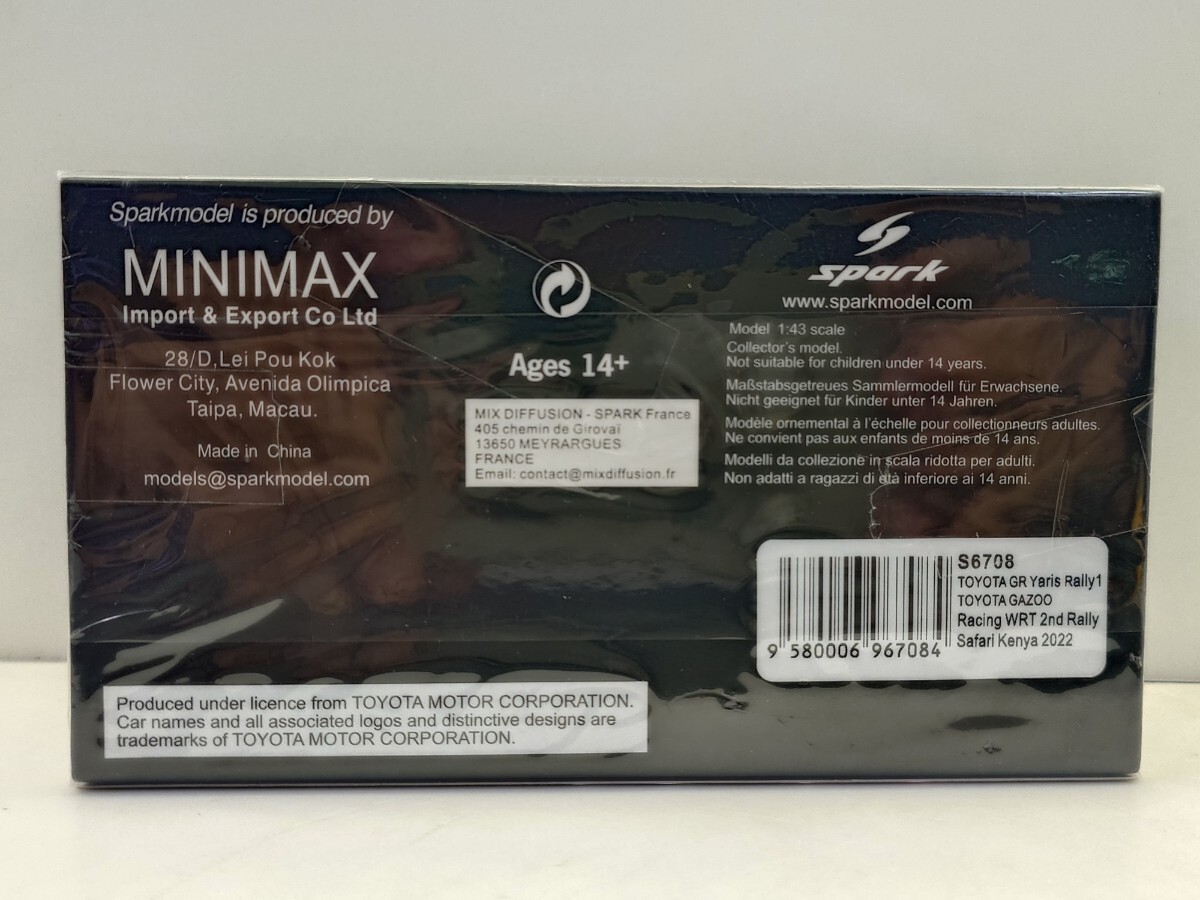 Sparkmodel is produced by
MINIMAX
Import & Export Co Ltd
28/D,Lei Pou Kok
Flower City, Avenida Olimpica
Taipa, Macau.
Made in China
models@sparkmodel.com
Ages 14+
MIX DIFFUSION - SPARK France
405 chemin de Girovaï
13650 MEYRARGUES
FRANCE
Email: contact@mixdiffusion.fr
spark
www.sparkmodel.com
Model 1:43 scale
Collector's model.
Not suitable for children under 14 years.
Maßstabsgetreues Sammlermodell für Erwachsene.
Nicht geeignet für Kinder unter 14 Jahren.
Modèle ornemental à l'échelle pour collectionneurs adultes.
Ne convient pas aux enfants de moins de 14 ans.
Modelli da collezione in scala ridotta per adulti.
Non adatti a ragazzi di età inferiore ai 14 anni.
S6708
TOYOTA GR Yaris Rally1
TOYOTA GAZOO
Racing WRT 2nd Rally
Safari Kenya 2022
9 580006 967084
Produced under licence from TOYOTA MOTOR CORPORATION.
Car names and all associated logos and distinctive designs are
trademarks of TOYOTA MOTOR CORPORATION.